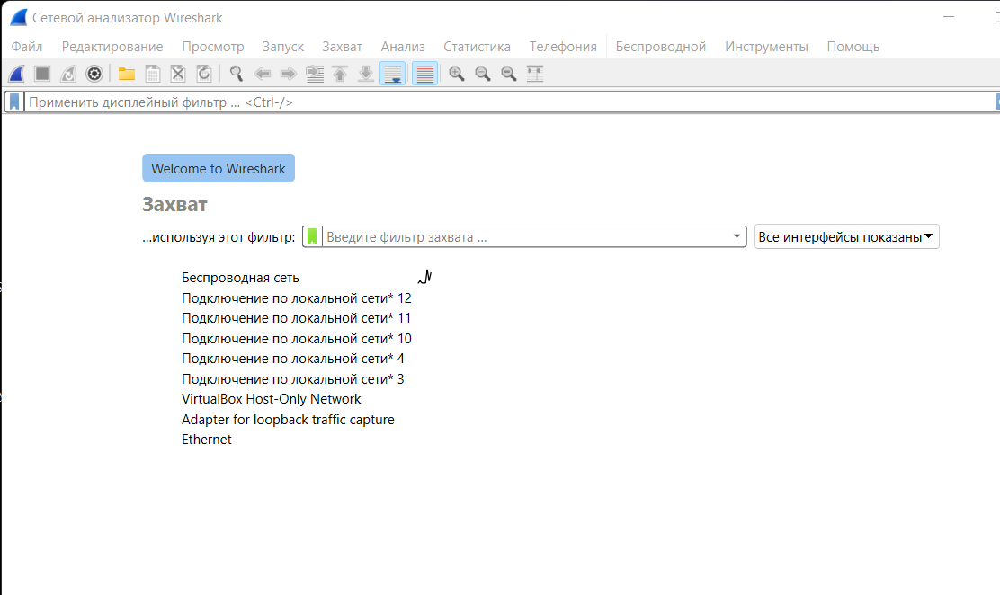 Сетевой анализатор Wireshark
Файл Редактирование Просмотр Запуск Захват Анализ Статистика Телефония Беспроводной Инструменты Помощь
Применить дисплейный фильтр ... <Ctrl-/>
Welcome to Wireshark
Захват
...используя этот фильтр: Введите фильтр захвата ... Все интерфейсы показаны
Беспроводная сеть
Подключение по локальной сети* 12
Подключение по локальной сети* 11
Подключение по локальной сети* 10
Подключение по локальной сети* 4
Подключение по локальной сети* 3
VirtualBox Host-Only Network
Adapter for loopback traffic capture
Ethernet